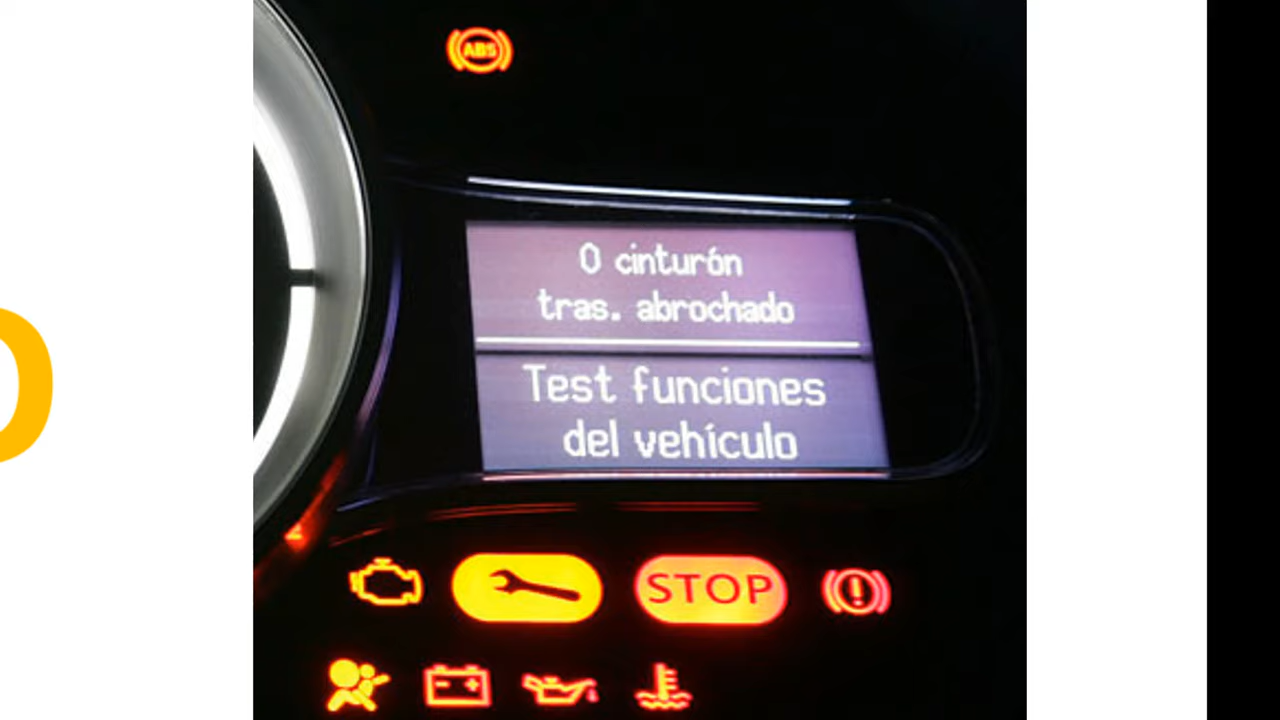 ABS
0 cinturón
tras. abrochado
Test funciones
del vehículo
STOP